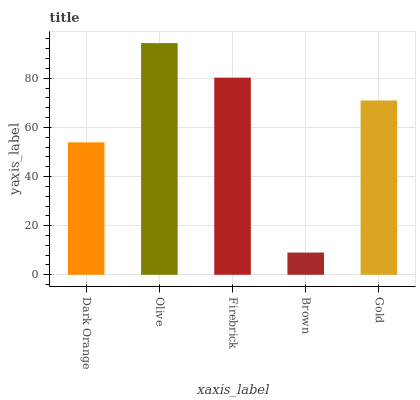 title
yaxis_label
80
60
40
20
0
Dark Orange
Olive
Firebrick
Brown
Gold
xaxis_label